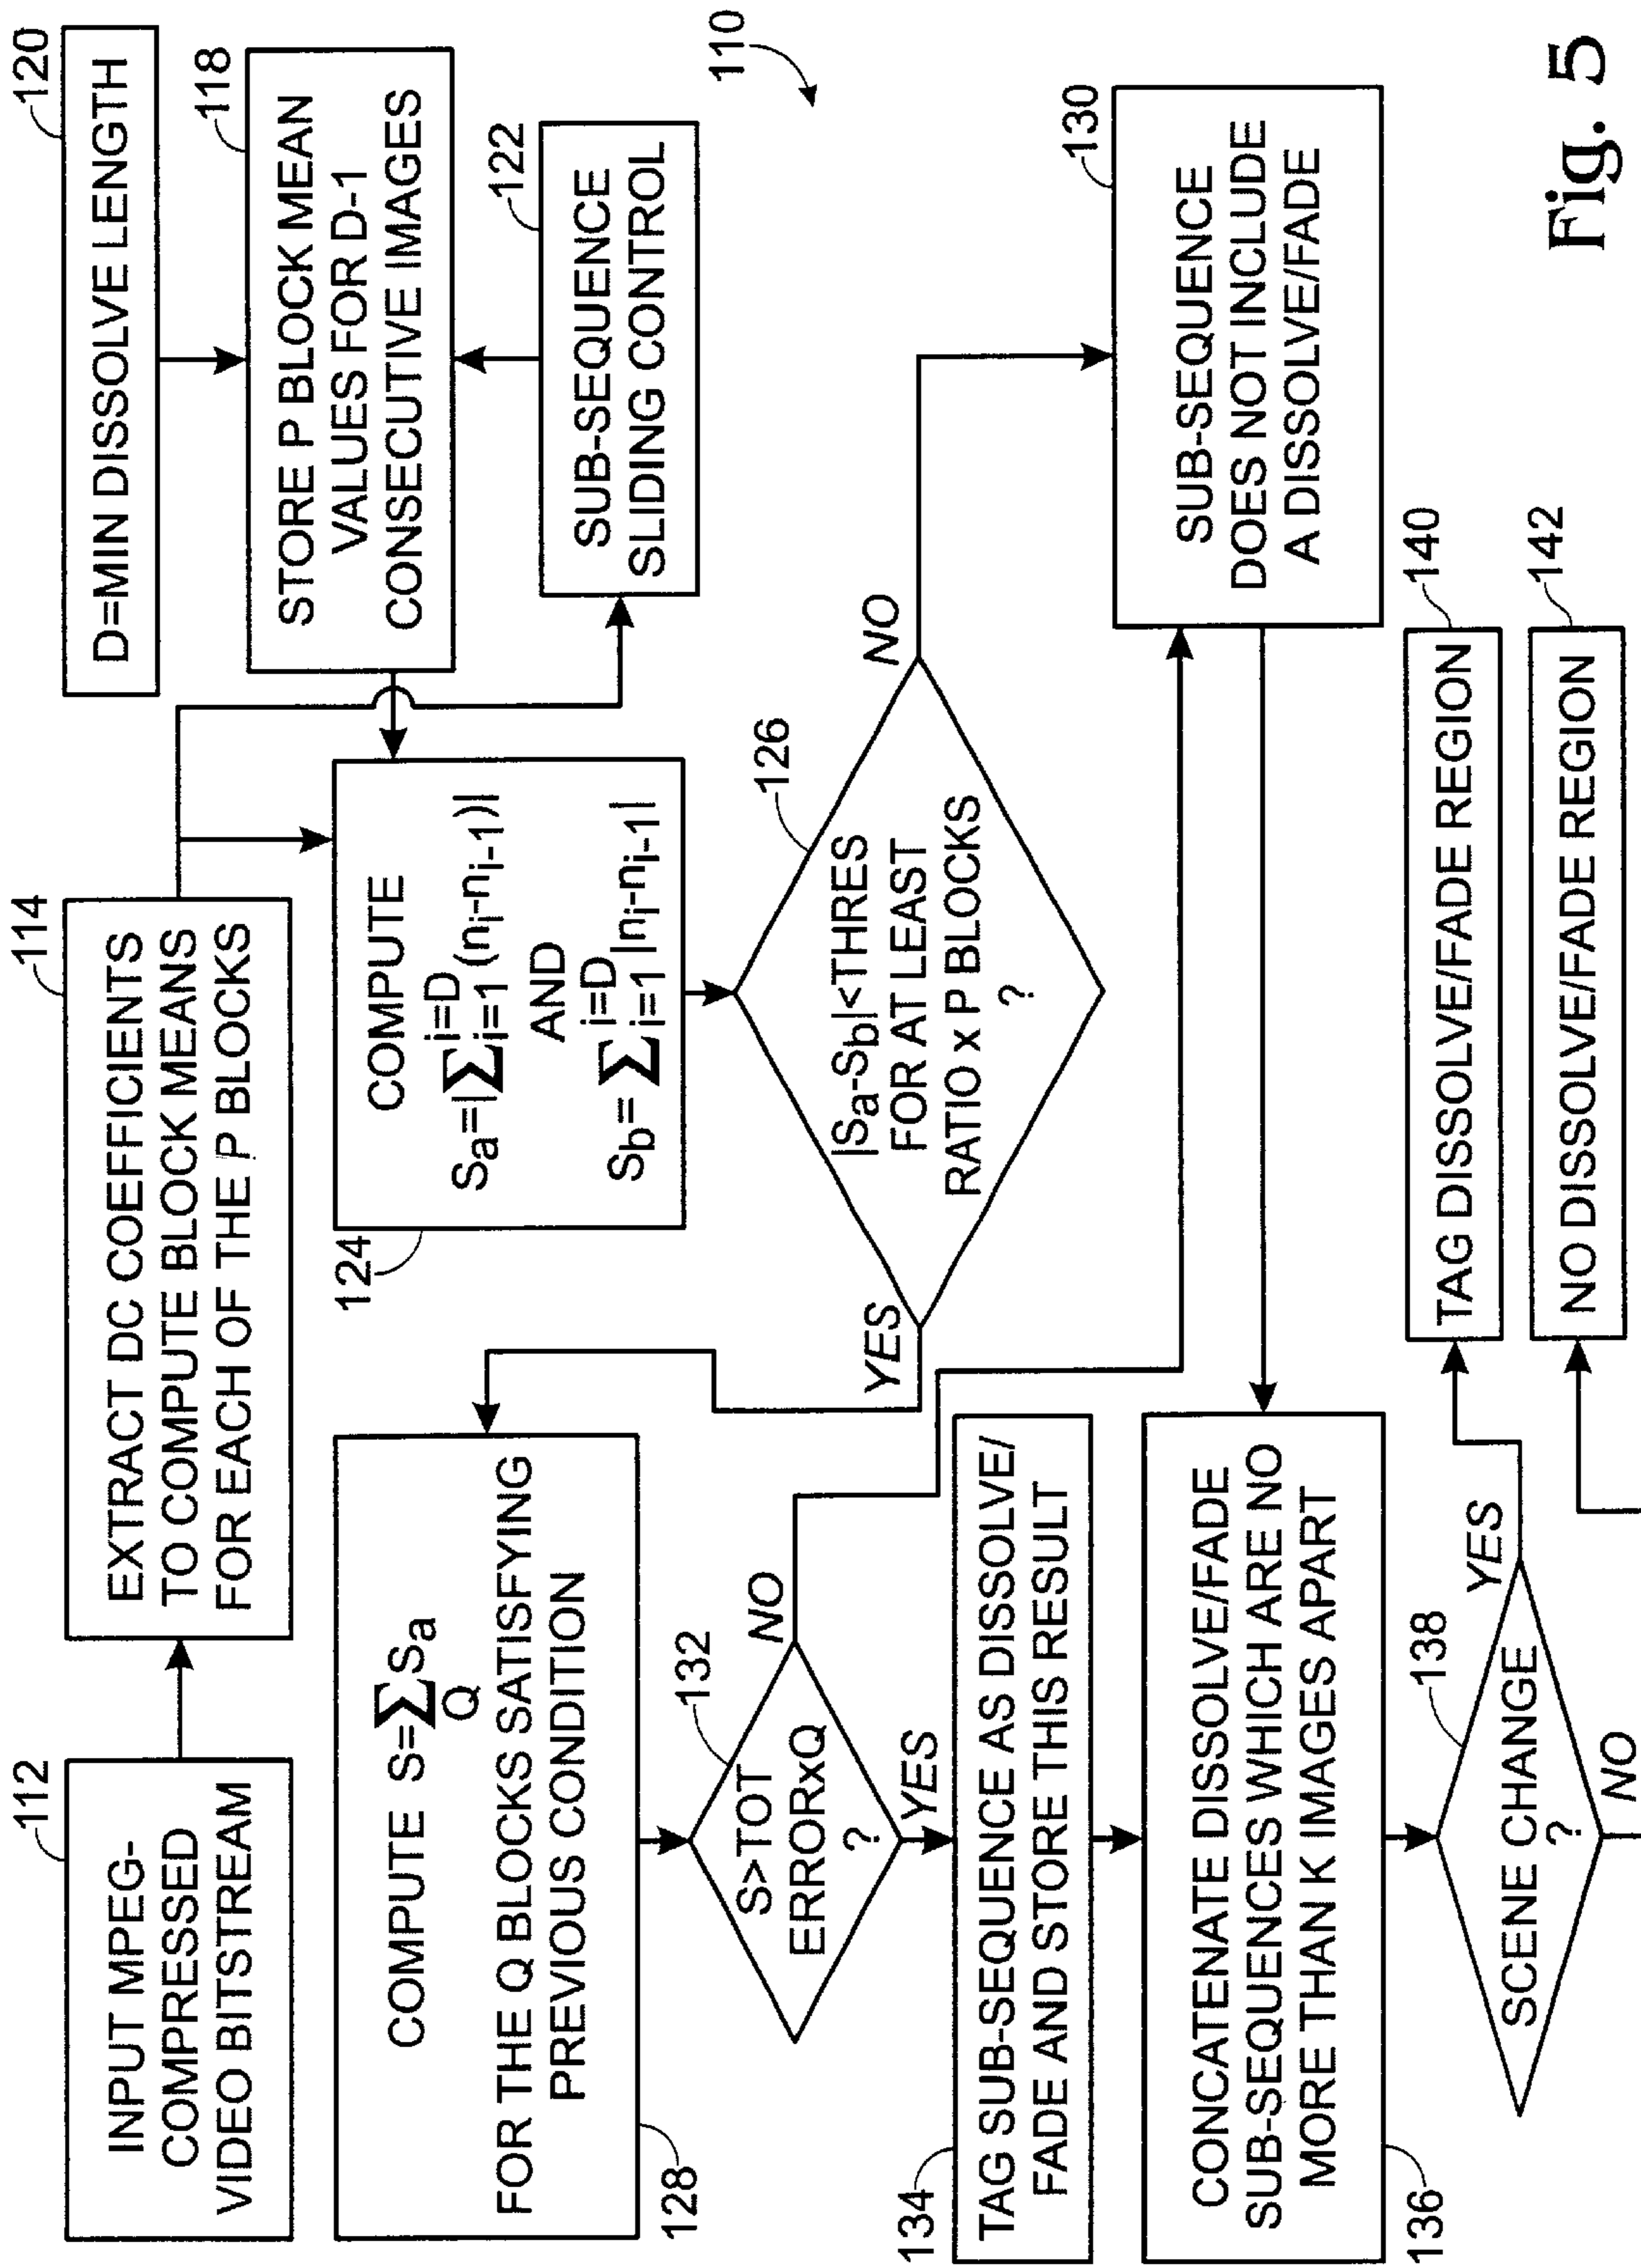 112
INPUT MPEG-
COMPRESSED
VIDEO BITSTREAM
114
EXTRACT DC COEFFICIENTS
TO COMPUTE BLOCK MEANS
FOR EACH OF THE P BLOCKS
120
D=MIN DISSOLVE LENGTH
118
STORE P BLOCK MEAN
VALUES FOR D-1
CONSECUTIVE IMAGES
122
SUB-SEQUENCE
SLIDING CONTROL
110
124
COMPUTE
Sa=|∑i=1 i=D (ni-ni-1)|
AND
Sb= ∑i=1 i=D |ni-ni-1|
126
|Sa-Sb|<THRES
FOR AT LEAST
RATIO x P BLOCKS
?
YES
NO
128
COMPUTE S=∑Sa
Q
FOR THE Q BLOCKS SATISFYING
PREVIOUS CONDITION
130
SUB-SEQUENCE
DOES NOT INCLUDE
A DISSOLVE/FADE
132
S>TOT
ERRORxQ
?
NO
YES
134
TAG SUB-SEQUENCE AS DISSOLVE/
FADE AND STORE THIS RESULT
136
CONCATENATE DISSOLVE/FADE
SUB-SEQUENCES WHICH ARE NO
MORE THAN K IMAGES APART
138
SCENE CHANGE
?
YES
NO
140
TAG DISSOLVE/FADE REGION
142
NO DISSOLVE/FADE REGION
Fig. 5